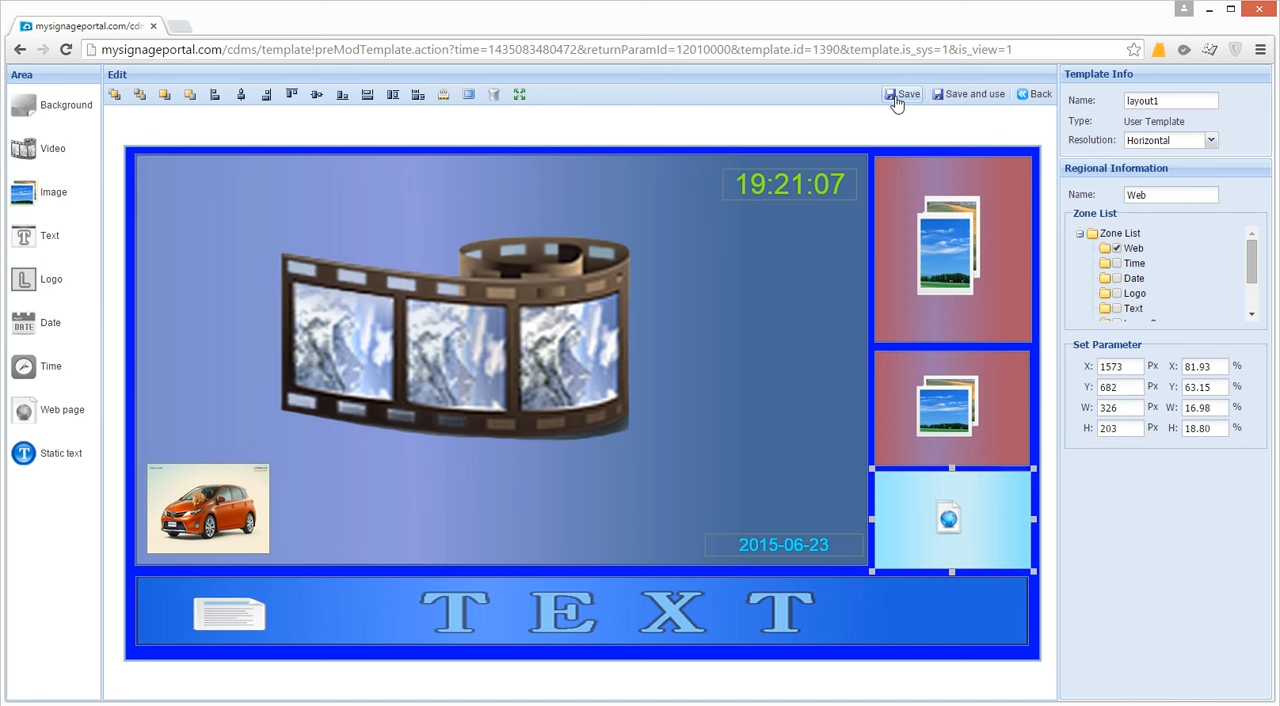 mysignageportal.com/cdn
mysignageportal.com/cdms/template!preModTemplate.action?time=1435083480472&returnParamId=12010000&template.id=1390&template.is_sys=1&is_view=1
Area
Edit
Template Info
Background
Video
Image
Text
Logo
DATE
Date
Time
Web page
T
Static text
Save
Save and use
Back
19:21:07
2015-06-23
TEXT
Name: layout1
Type: User Template
Resolution: Horizontal
Regional Information
Name: Web
Zone List
Zone List
Web
Time
Date
Logo
Text
Set Parameter
X: 1573 Px X: 81.93 %
Y: 682 Px Y: 63.15 %
W: 326 Px W: 16.98 %
H: 203 Px H: 18.80 %